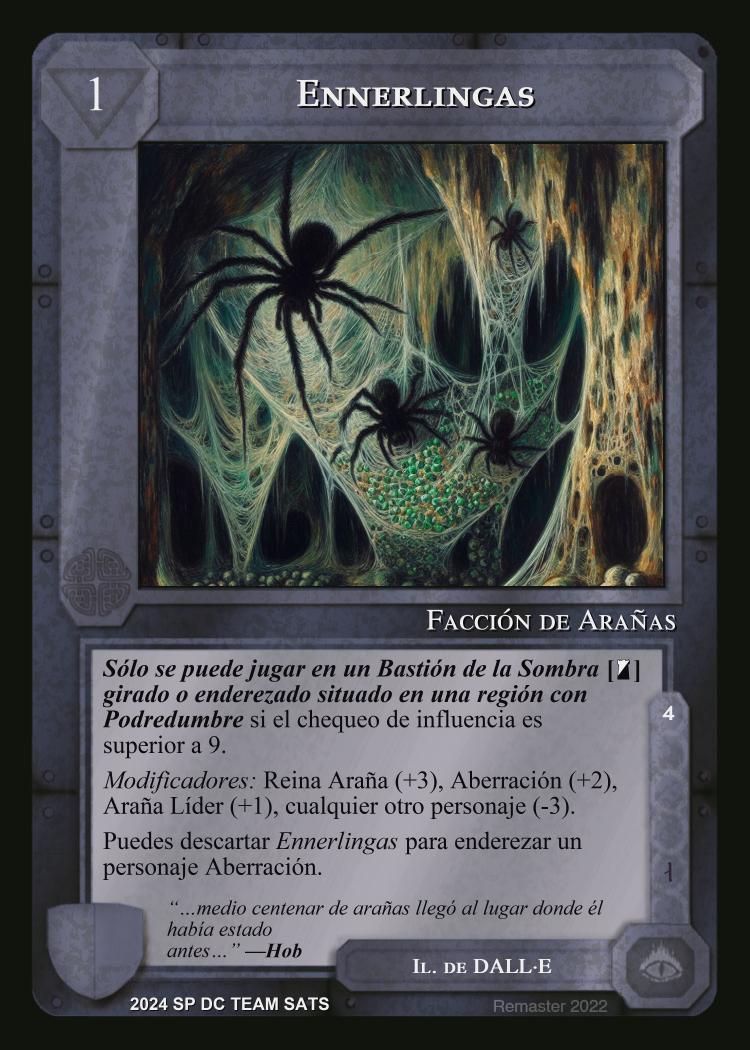 1
Ennerlingas
Facción de Arañas
Sólo se puede jugar en un Bastión de la Sombra [ ]
girado o enderezado situado en una región con
Podredumbre si el chequeo de influencia es
superior a 9.
4
Modificadores: Reina Araña (+3), Aberración (+2),
Araña Líder (+1), cualquier otro personaje (-3).
Puedes descartar Ennerlingas para enderezar un
personaje Aberración.
“...medio centenar de arañas llegó al lugar donde él
había estado
antes...” —Hob
Il. de DALL·E
2024 SP DC TEAM SATS
Remaster 2022